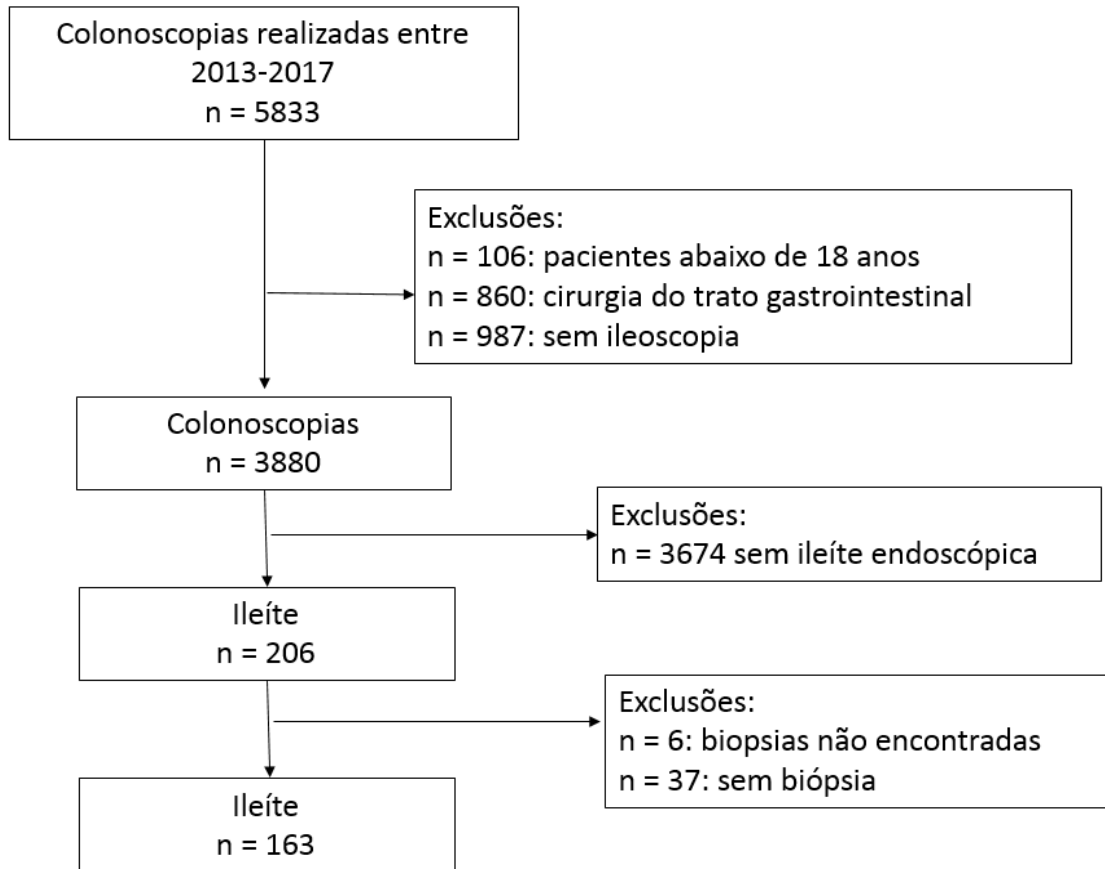 Colonoscopias realizadas entre
2013-2017
n = 5833
Exclusões:
n = 106: pacientes abaixo de 18 anos
n = 860: cirurgia do trato gastrointestinal
n = 987: sem ileoscopia
Colonoscopias
n = 3880
Exclusões:
n = 3674 sem ileíte endoscópica
Ileíte
n = 206
Exclusões:
n = 6: biopsias não encontradas
n = 37: sem biópsia
Ileíte
n = 163